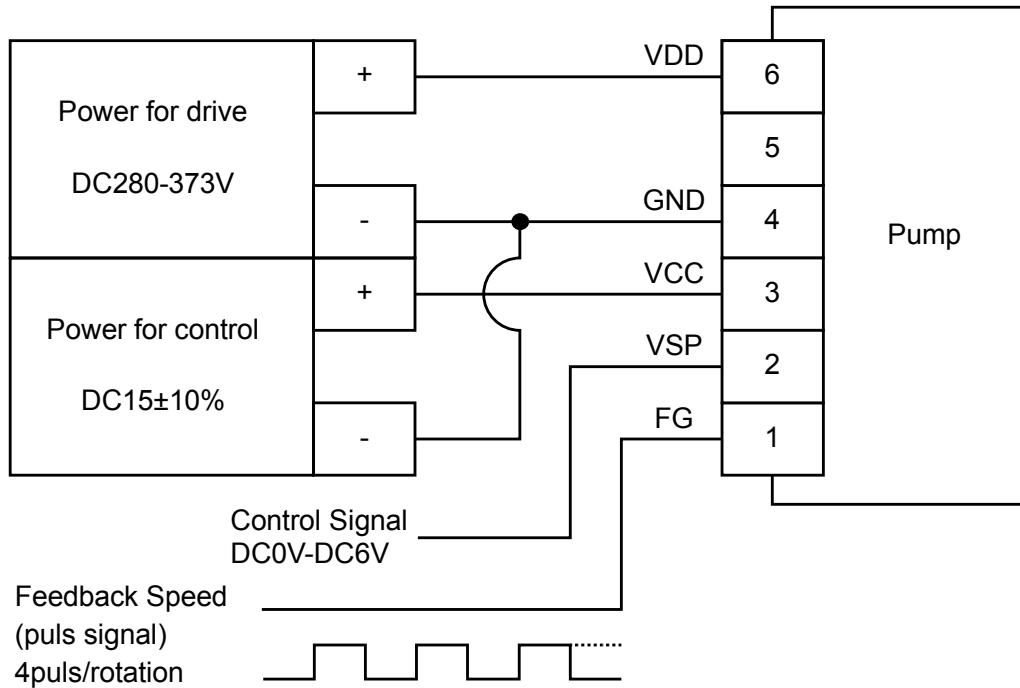 Power for drive
DC280-373V
+
-
Power for control
DC15±10%
+
-
VDD
GND
VCC
VSP
FG
6
5
4
3
2
1
Pump
Control Signal
DC0V-DC6V
Feedback Speed
(puls signal)
4puls/rotation